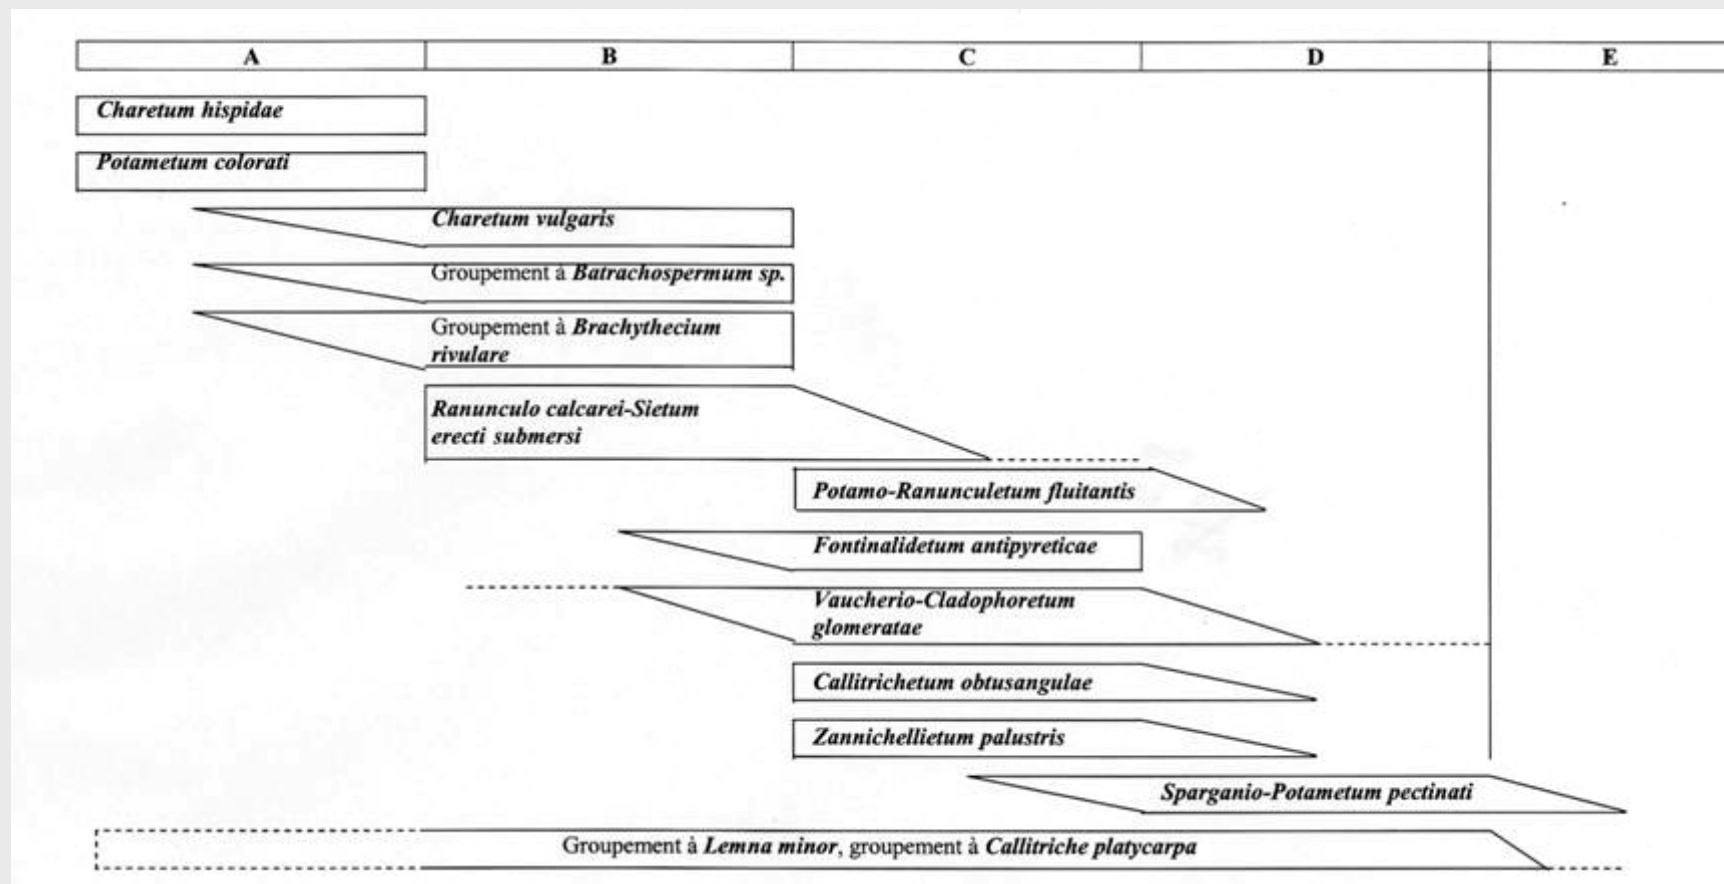 A B C D E
Charetum hispidae
Potametum colorati
Charetum vulgaris
Groupement à Batrachospermum sp.
Groupement à Brachythecium
rivulare
Ranunculo calcarei-Sietum
erecti submersi
Potamo-Ranunculetum fluitantis
Fontinalidetum antipyreticae
Vaucherio-Cladophoretum
glomeratae
Callitrichetum obtusangulae
Zannichellietum palustris
Sparganio-Potametum pectinati
Groupement à Lemna minor, groupement à Callitriche platycarpa